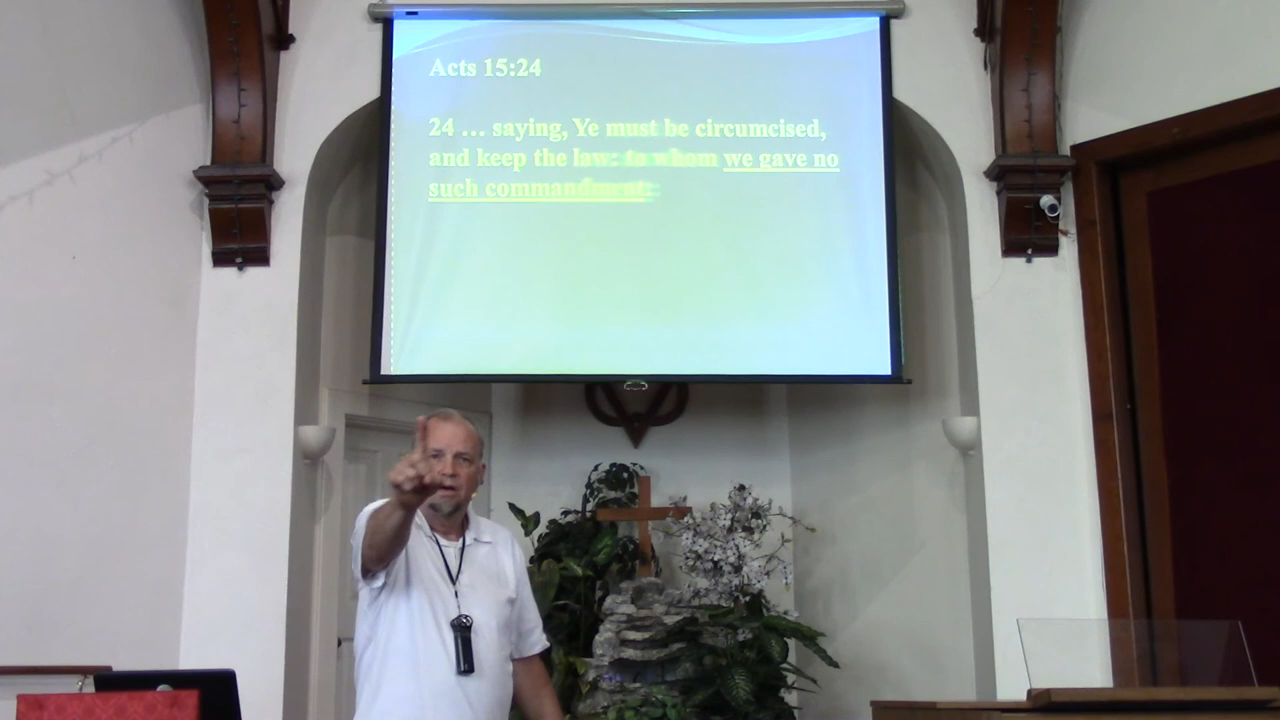 Acts 15:24
24 … saying, Ye must be circumcised,
and keep the law: to whom we gave no
such commandment: